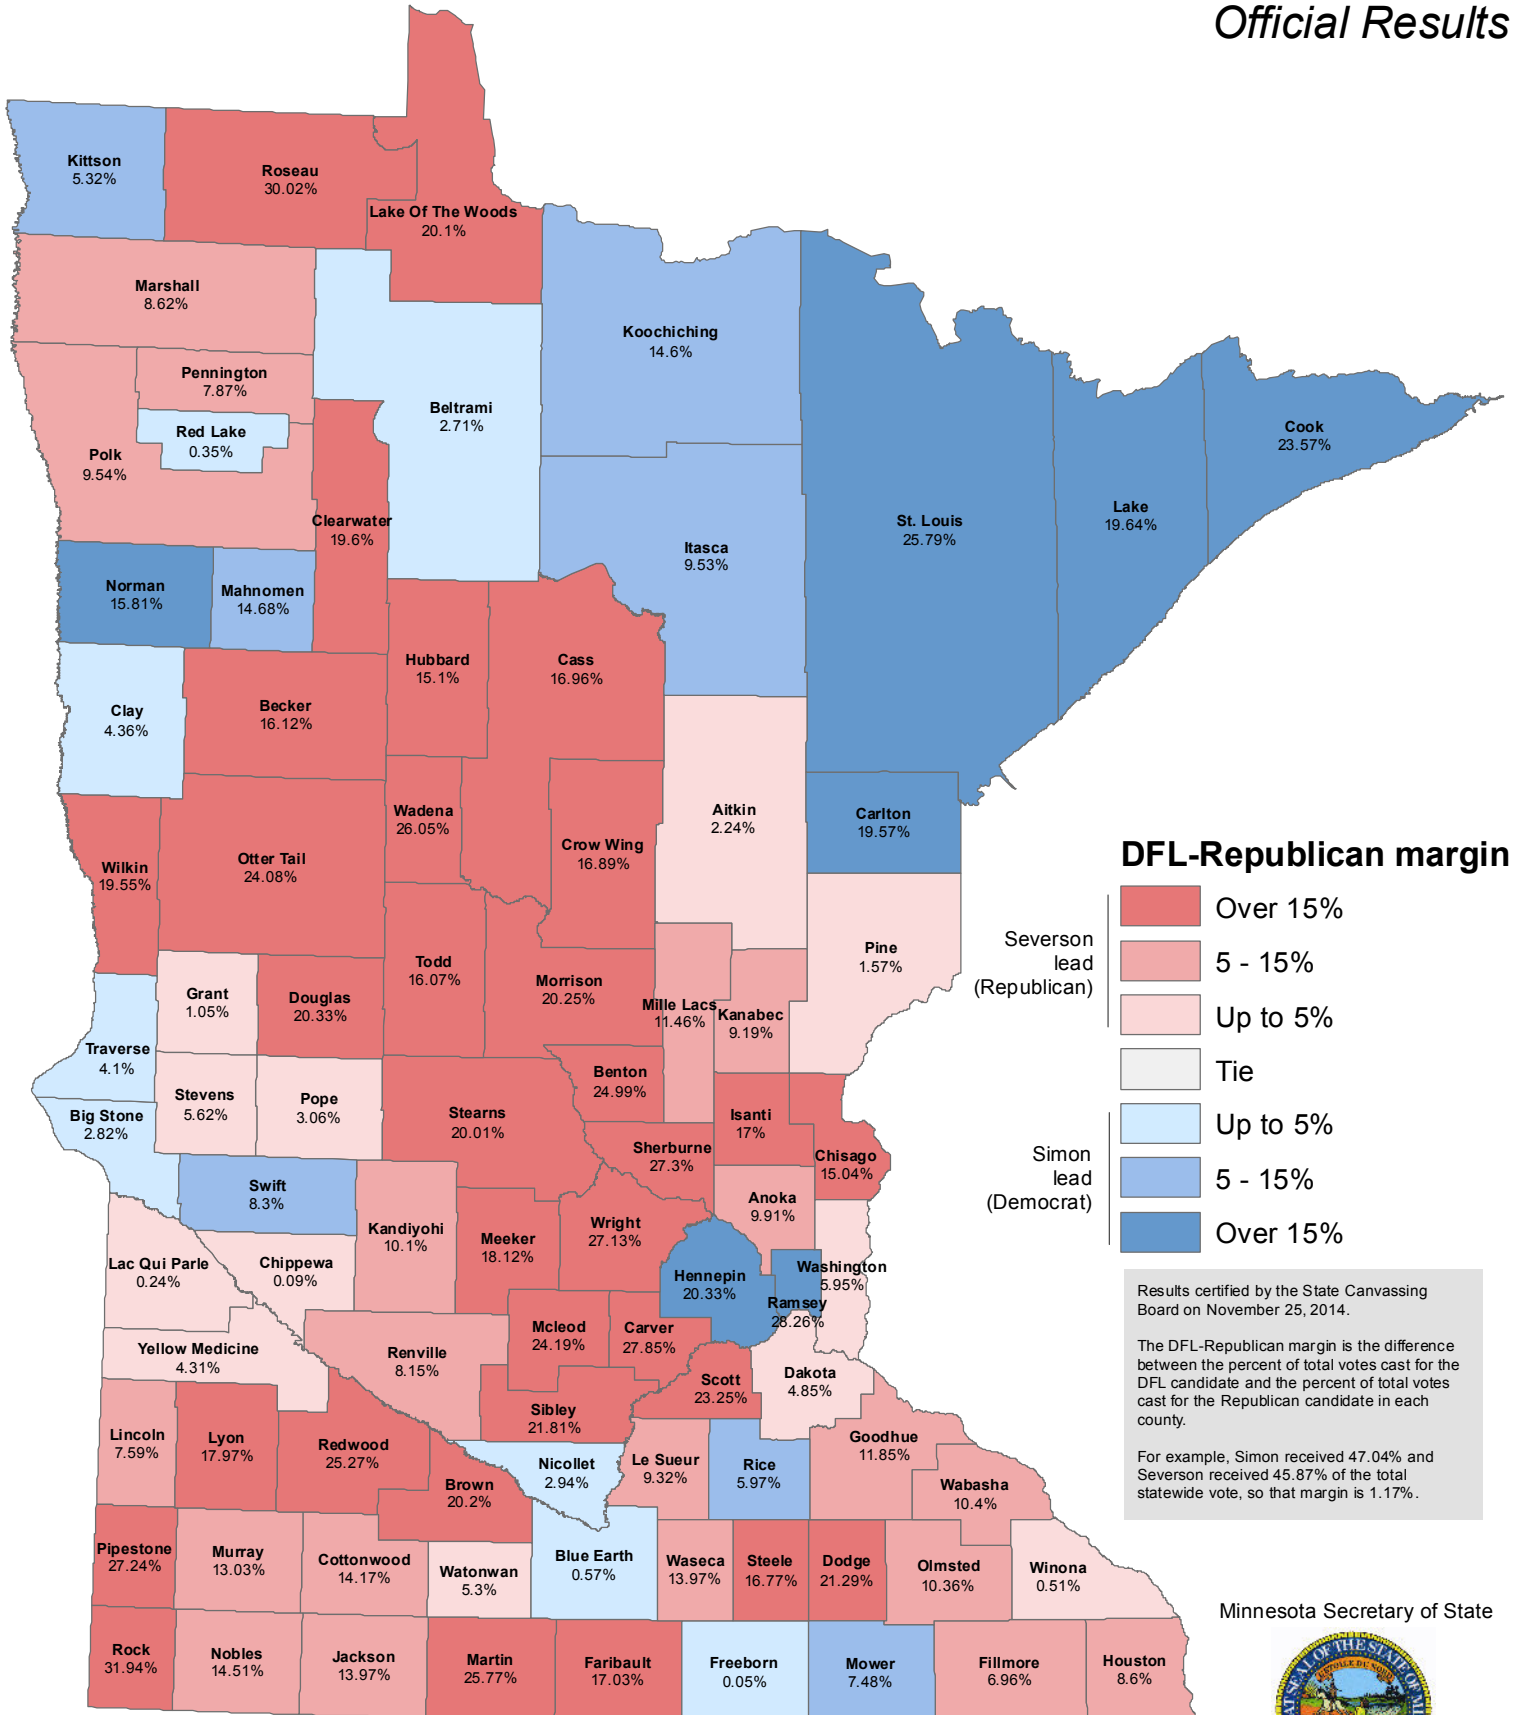 Official Results
Kittson
5.32%
Roseau
30.02%
Lake Of The Woods
20.1%
Marshall
8.62%
Koochiching
14.6%
Pennington
7.87%
Beltrami
2.71%
Red Lake
0.35%
Polk
9.54%
Cook
23.57%
Clearwater
19.6%
St. Louis
25.79%
Lake
19.64%
Itasca
9.53%
Norman
15.81%
Mahnomen
14.68%
Hubbard
15.1%
Cass
16.96%
Clay
4.36%
Becker
16.12%
Wadena
26.05%
Aitkin
2.24%
Carlton
19.57%
Crow Wing
16.89%
Otter Tail
24.08%
Wilkin
19.55%
Pine
1.57%
Todd
16.07%
Morrison
20.25%
Grant
1.05%
Douglas
20.33%
Mille Lacs
11.46%
Kanabec
9.19%
Traverse
4.1%
Benton
24.99%
Stevens
5.62%
Pope
3.06%
Stearns
20.01%
Big Stone
2.82%
Isanti
17%
Sherburne
27.3%
Chisago
15.04%
Swift
8.3%
Anoka
9.91%
Kandiyohi
10.1%
Wright
27.13%
Meeker
18.12%
Lac Qui Parle
0.24%
Chippewa
0.09%
Hennepin
20.33%
Washington
5.95%
Ramsey
28.26%
Mcleod
24.19%
Carver
27.85%
Yellow Medicine
4.31%
Renville
8.15%
Scott
23.25%
Dakota
4.85%
Sibley
21.81%
Lincoln
7.59%
Lyon
17.97%
Redwood
25.27%
Goodhue
11.85%
Nicollet
2.94%
Le Sueur
9.32%
Rice
5.97%
Brown
20.2%
Wabasha
10.4%
Pipestone
27.24%
Murray
13.03%
Cottonwood
14.17%
Watonwan
5.3%
Blue Earth
0.57%
Waseca
13.97%
Steele
16.77%
Dodge
21.29%
Olmsted
10.36%
Winona
0.51%
Rock
31.94%
Nobles
14.51%
Jackson
13.97%
Martin
25.77%
Faribault
17.03%
Freeborn
0.05%
Mower
7.48%
Fillmore
6.96%
Houston
8.6%
DFL-Republican margin
Severson
lead
(Republican)
Over 15%
5 - 15%
Up to 5%
Tie
Simon
lead
(Democrat)
Up to 5%
5 - 15%
Over 15%
Results certified by the State Canvassing
Board on November 25, 2014.
The DFL-Republican margin is the difference
between the percent of total votes cast for the
DFL candidate and the percent of total votes
cast for the Republican candidate in each
county.
For example, Simon received 47.04% and
Severson received 45.87% of the total
statewide vote, so that margin is 1.17%.
Minnesota Secretary of State
SEAL OF THE STATE OF
L'ETOILE DU NORD